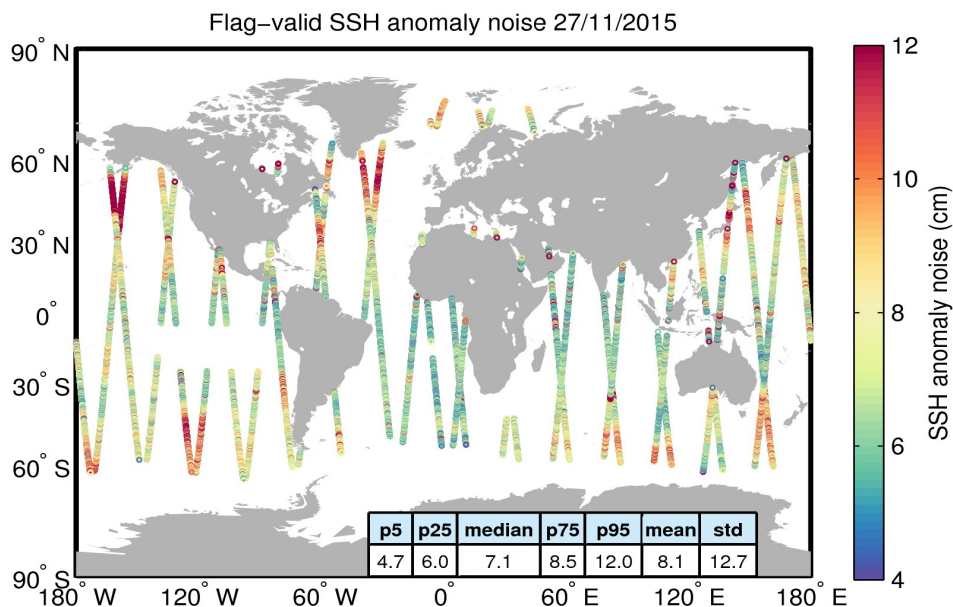 Flag−valid SSH anomaly noise 27/11/2015
90° N
60° N
30° N
0°
30° S
60° S
90° S
180° W
120° W
60° W
0°
60° E
120° E
180° E
p5 p25 median p75 p95 mean std
4.7 6.0 7.1 8.5 12.0 8.1 12.7
12
10
8
6
4
SSH anomaly noise (cm)